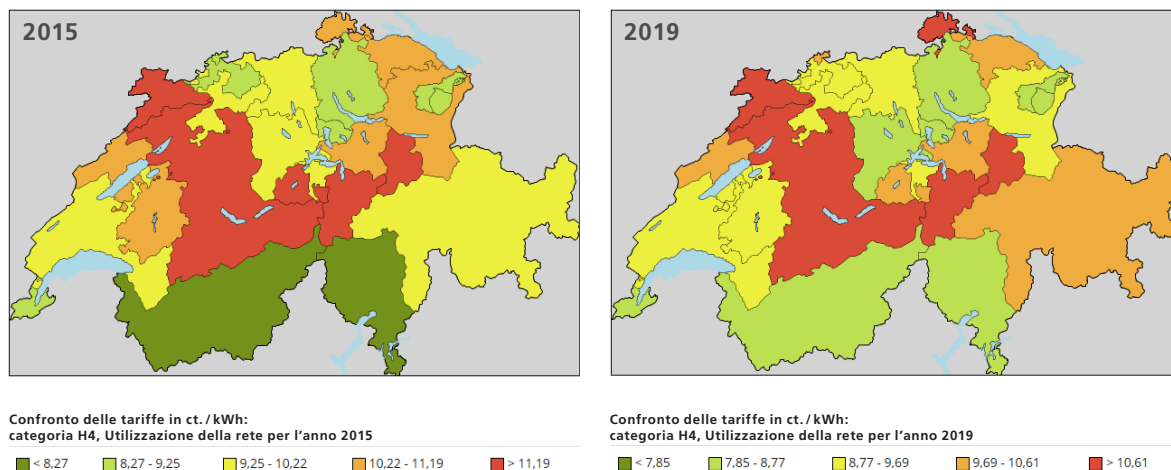 2015
2019
Confronto delle tariffe in ct. / kWh:
categoria H4, Utilizzazione della rete per l'anno 2015
< 8,27
8,27 - 9,25
9,25 - 10,22
10,22 - 11,19
> 11,19
Confronto delle tariffe in ct. / kWh:
categoria H4, Utilizzazione della rete per l'anno 2019
< 7,85
7,85 - 8,77
8,77 - 9,69
9,69 - 10,61
> 10,61